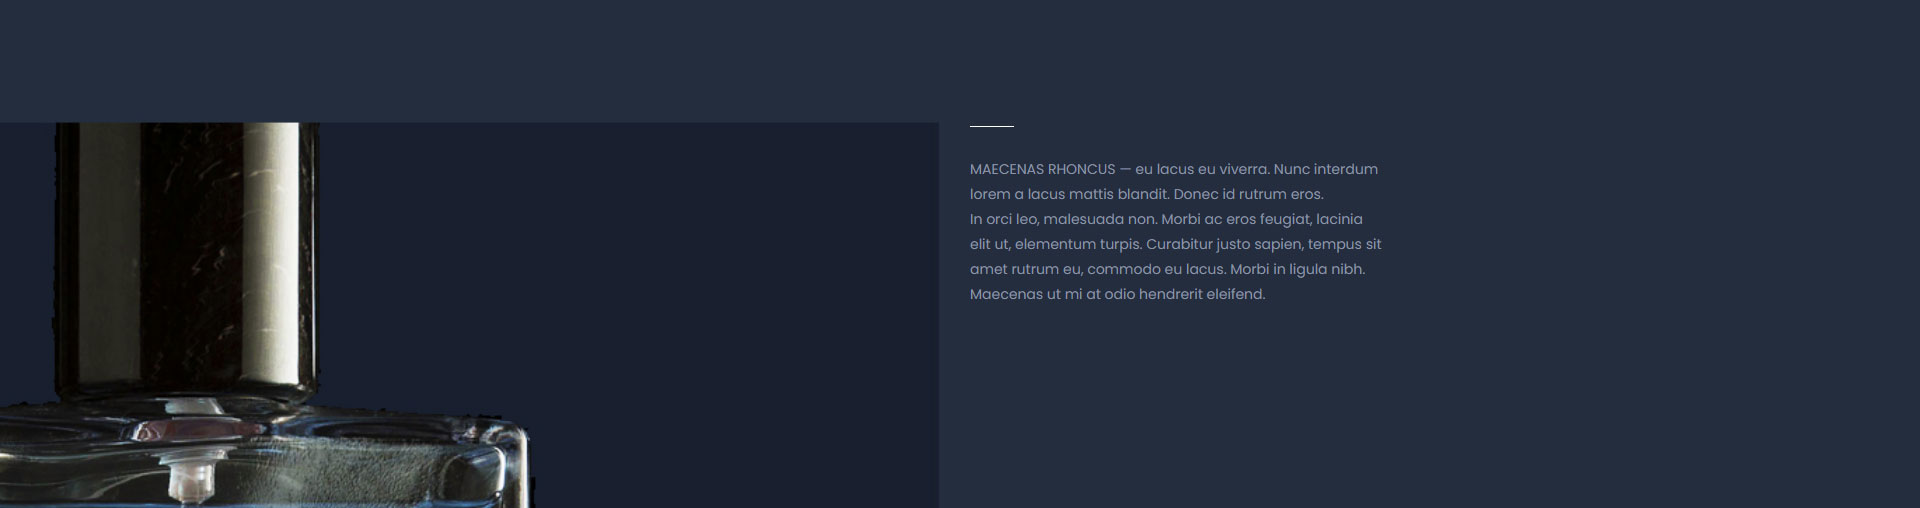 MAECENAS RHONCUS — eu lacus eu viverra. Nunc interdum
lorem a lacus mattis blandit. Donec id rutrum eros.
In orci leo, malesuada non. Morbi ac eros feugiat, lacinia
elit ut, elementum turpis. Curabitur justo sapien, tempus sit
amet rutrum eu, commodo eu lacus. Morbi in ligula nibh.
Maecenas ut mi at odio hendrerit eleifend.